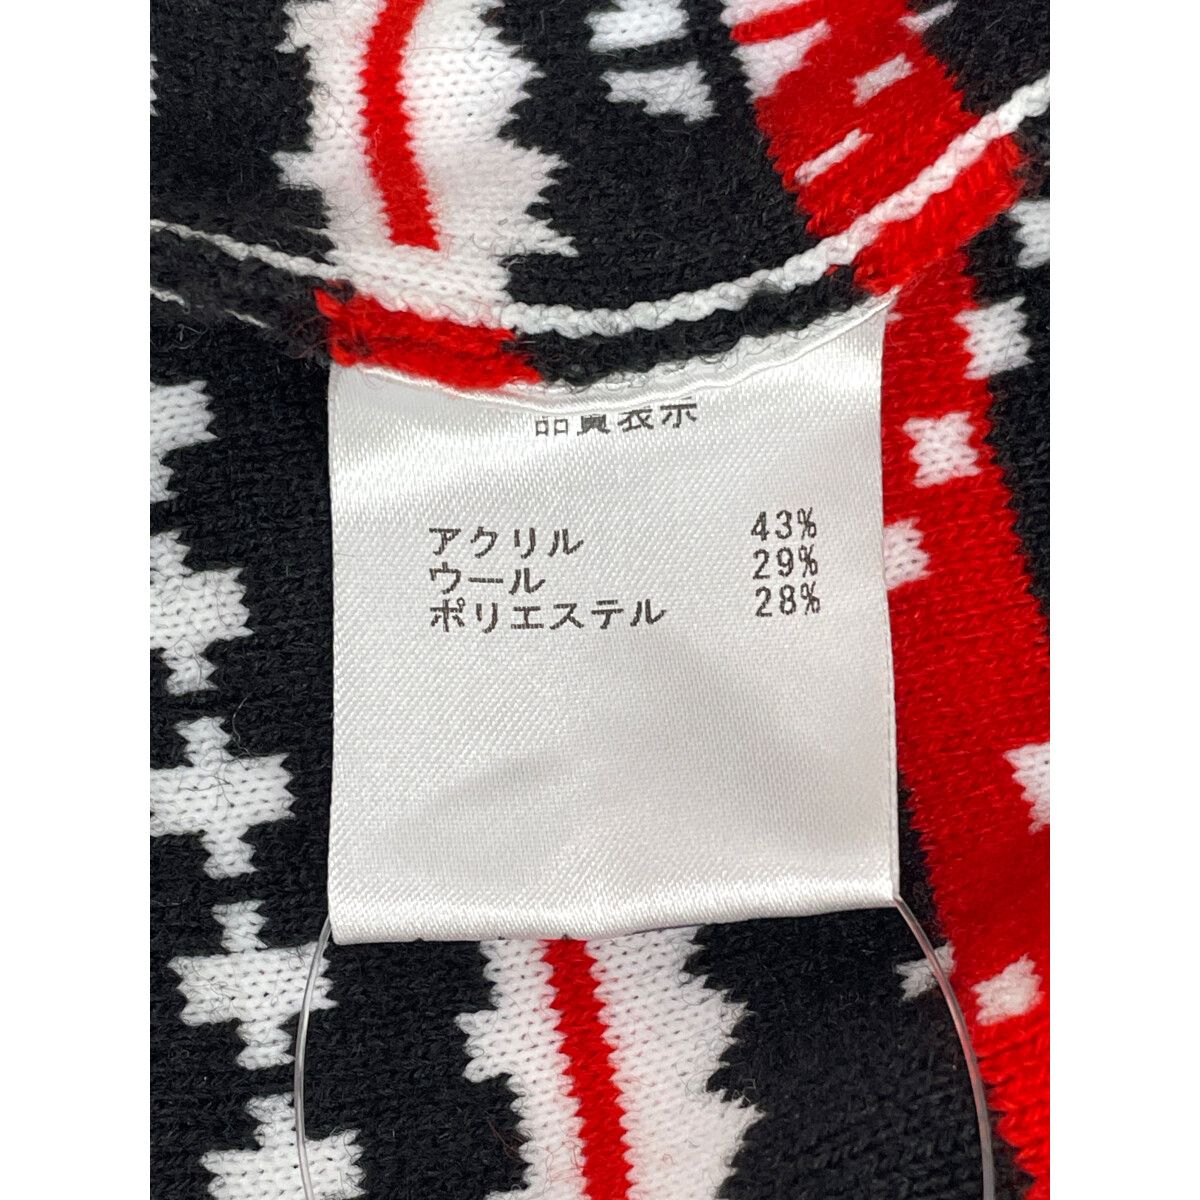 品質表示
アクリル 43%
ウール 29%
ポリエステル 28%